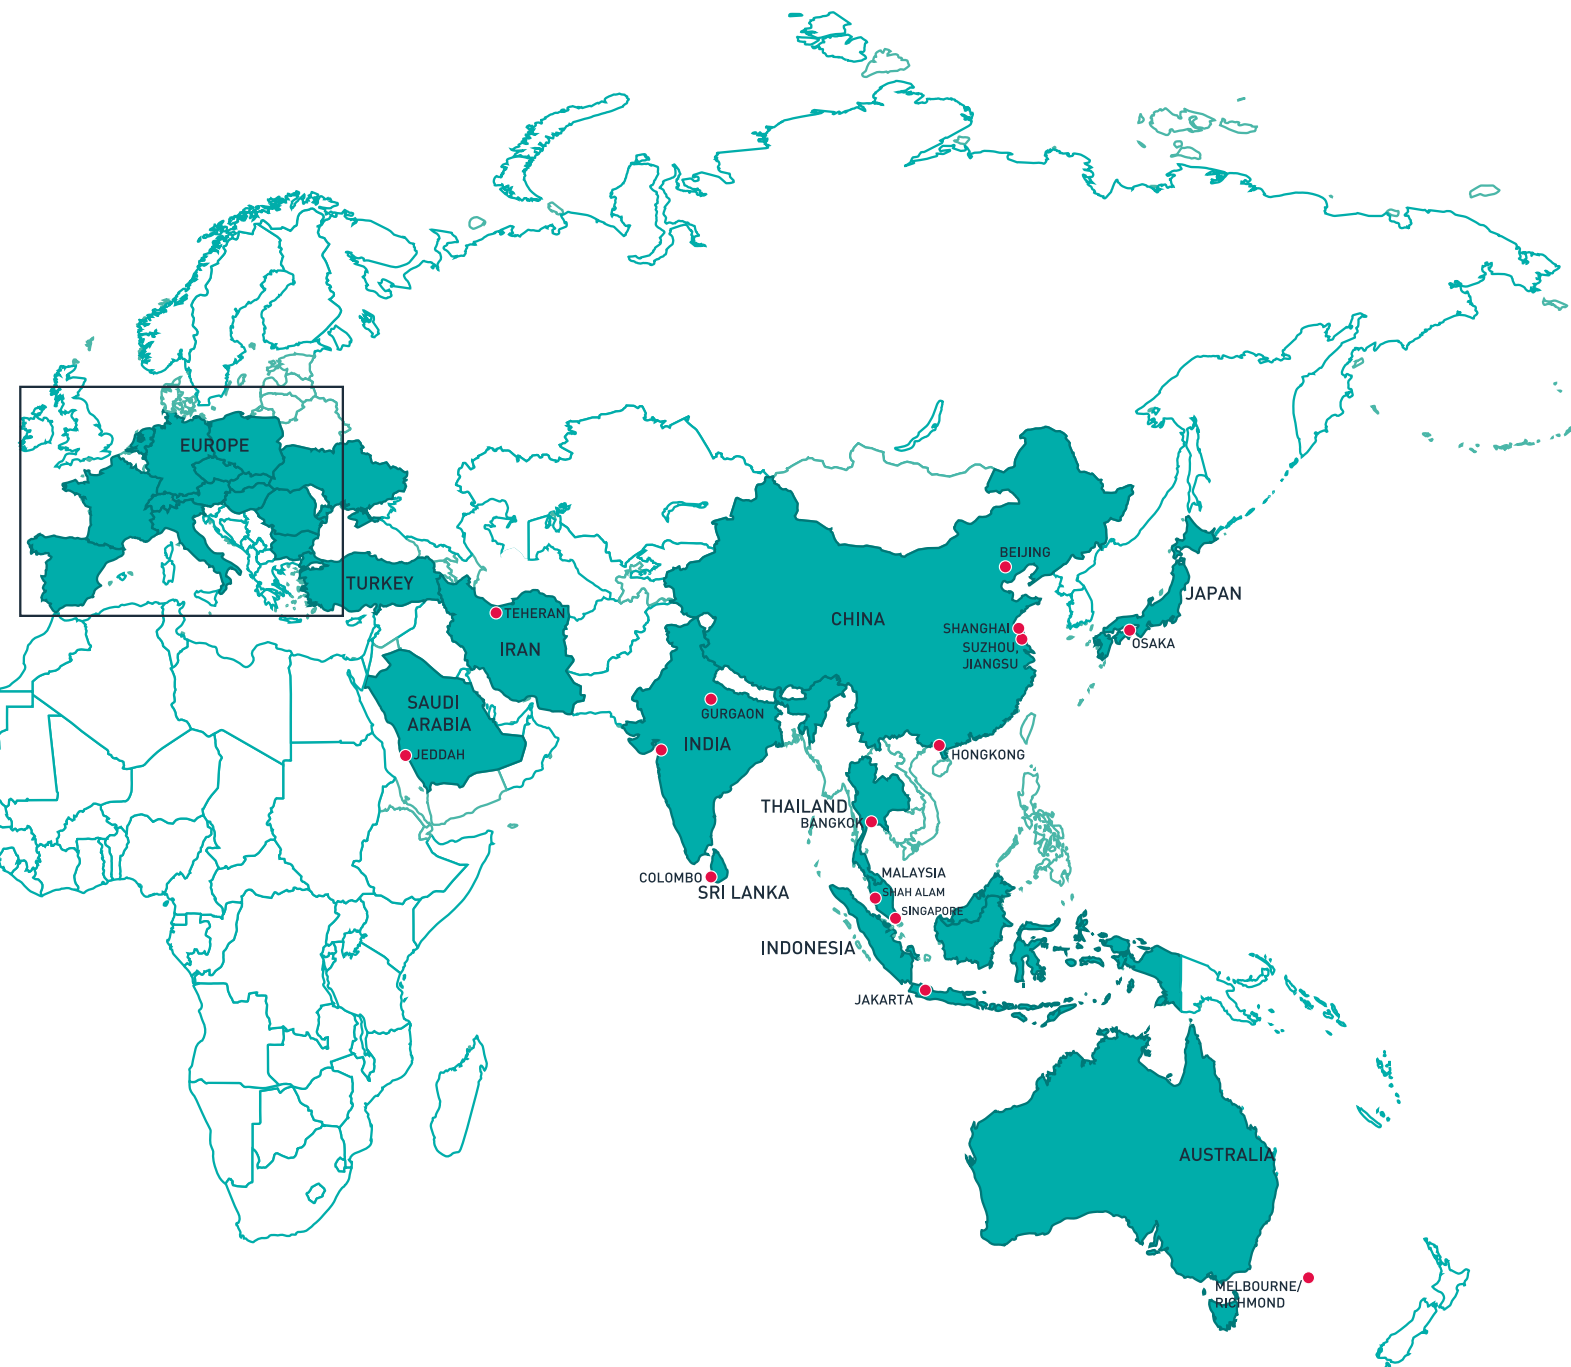 EUROPE
BEIJING
TURKEY
JAPAN
TEHERAN
CHINA
SHANGHAI
OSAKA
IRAN
SUZHOU,
JIANGSU
SAUDI
ARABIA
GURGAON
INDIA
JEDDAH
HONGKONG
THAILAND
BANGKOK
MALAYSIA
COLOMBO
SRI LANKA
SHAH ALAM
SINGAPORE
INDONESIA
JAKARTA
AUSTRALIA
MELBOURNE/
RICHMOND